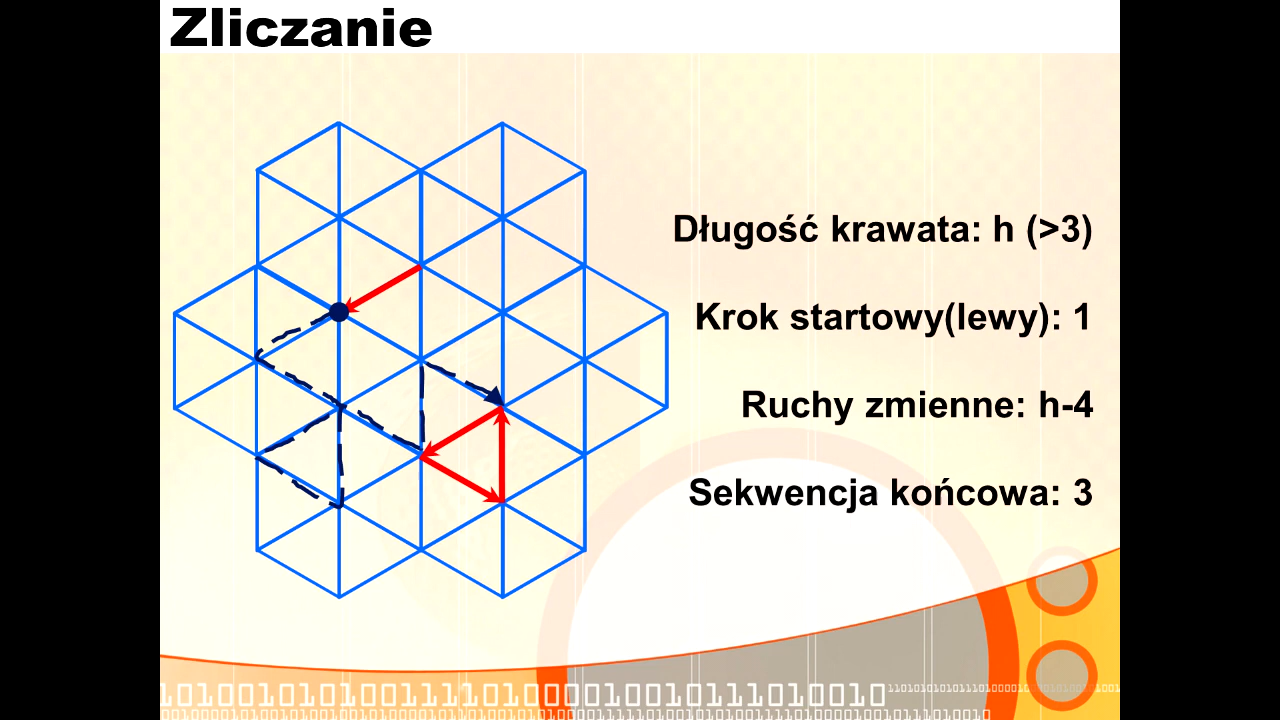 Zliczanie
Długość krawata: h (>3)
Krok startowy(lewy): 1
Ruchy zmienne: h-4
Sekwencja końcowa: 3